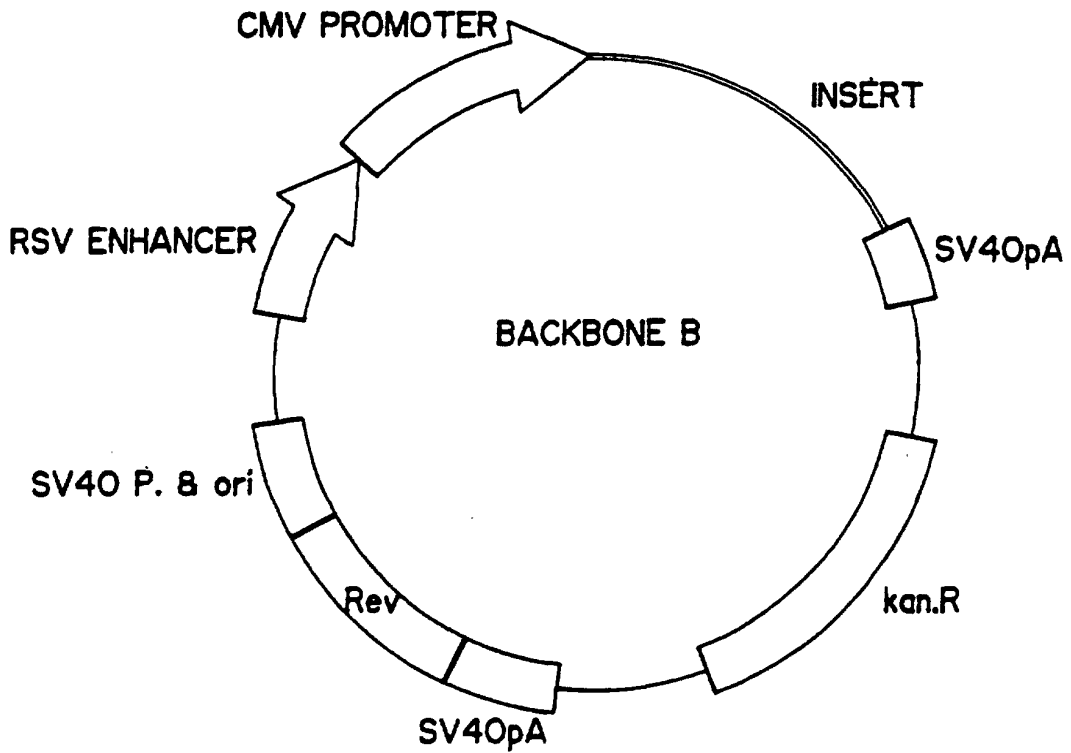 CMV PROMOTER
INSERT
RSV ENHANCER
SV40pA
BACKBONE B
SV40 P. & ori
Rev
kan.R
SV40pA